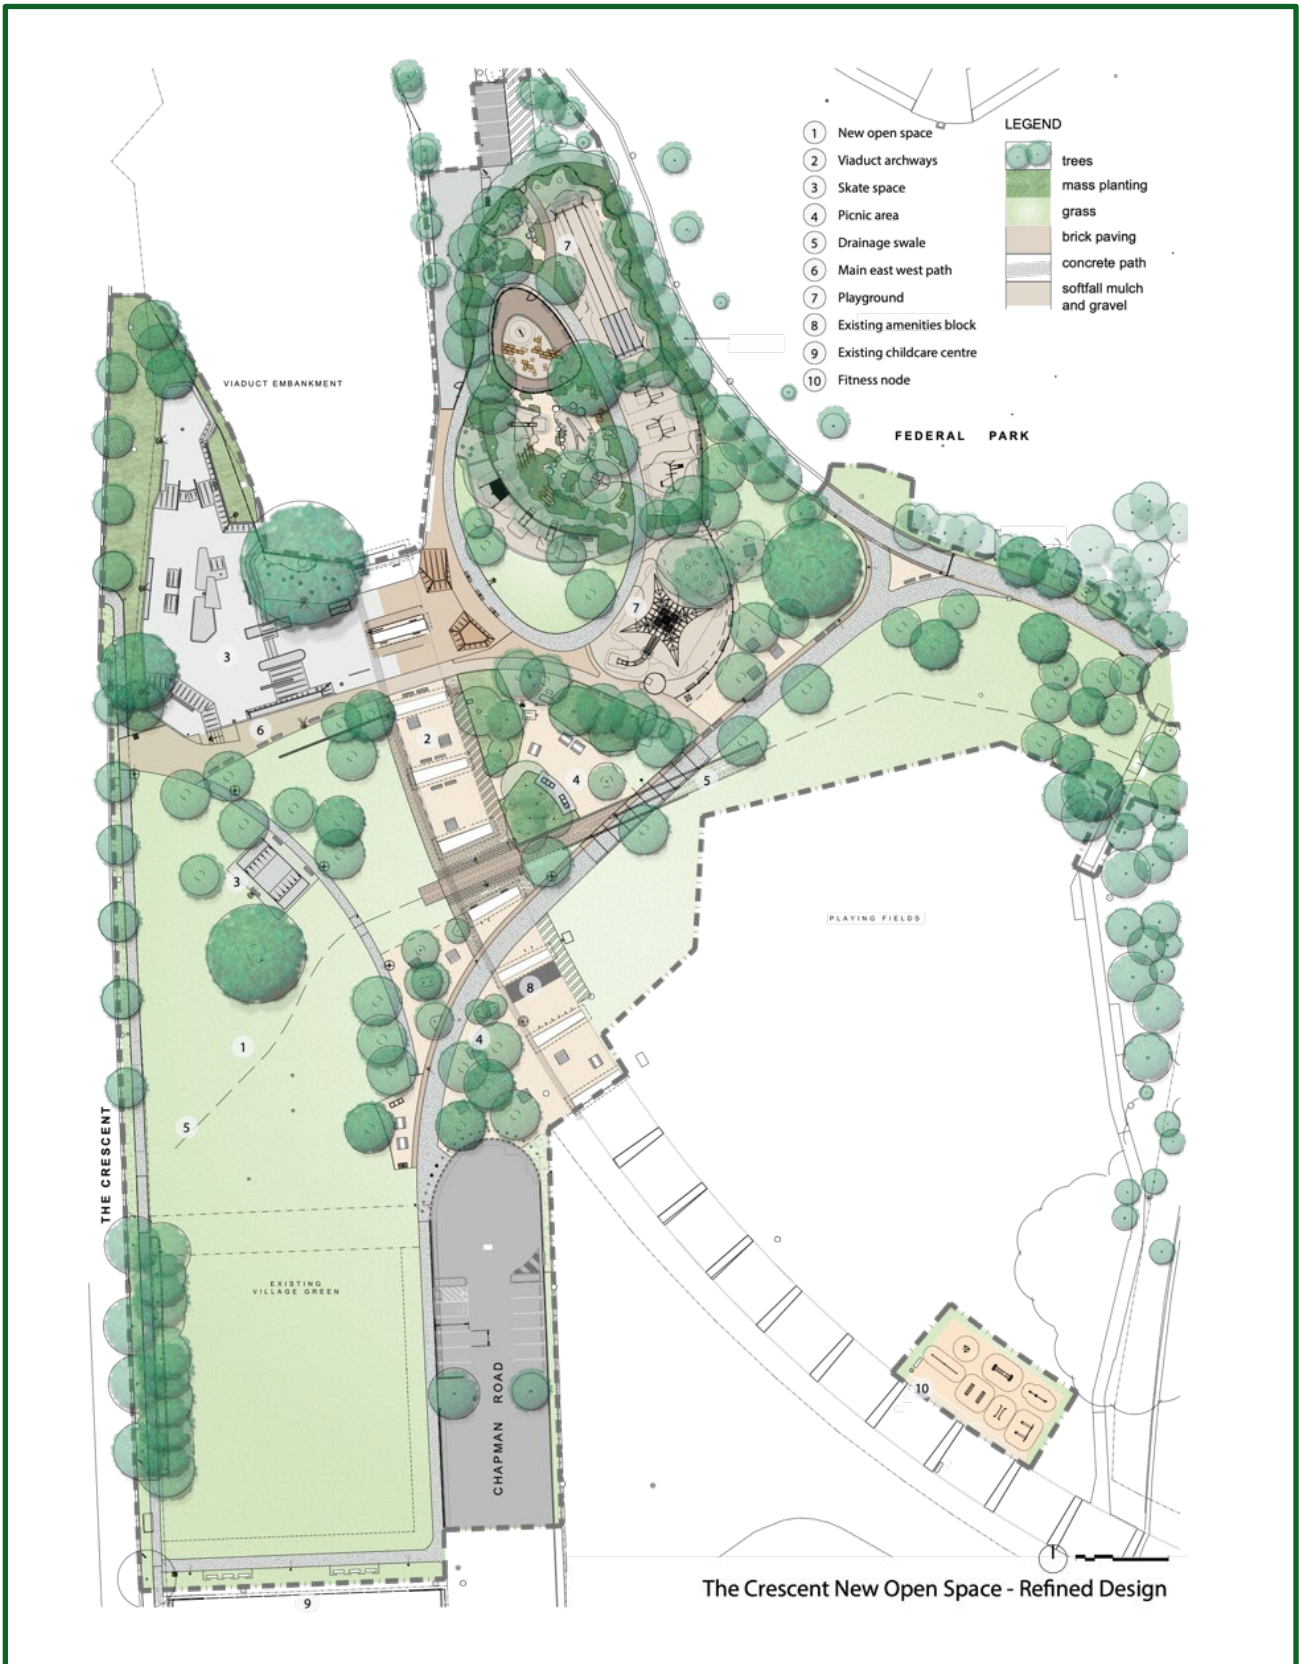 1 New open space
2 Viaduct archways
3 Skate space
4 Picnic area
5 Drainage swale
6 Main east west path
7 Playground
8 Existing amenities block
9 Existing childcare centre
10 Fitness node
LEGEND
trees
mass planting
grass
brick paving
concrete path
softfall mulch
and gravel
7
VIADUCT EMBANKMENT
FEDERAL PARK
7
3
6
2
4
5
3
PLAYING FIELDS
8
4
1
5
THE CRESCENT
EXISTING
VILLAGE GREEN
CHAPMAN ROAD
10
The Crescent New Open Space - Refined Design
9